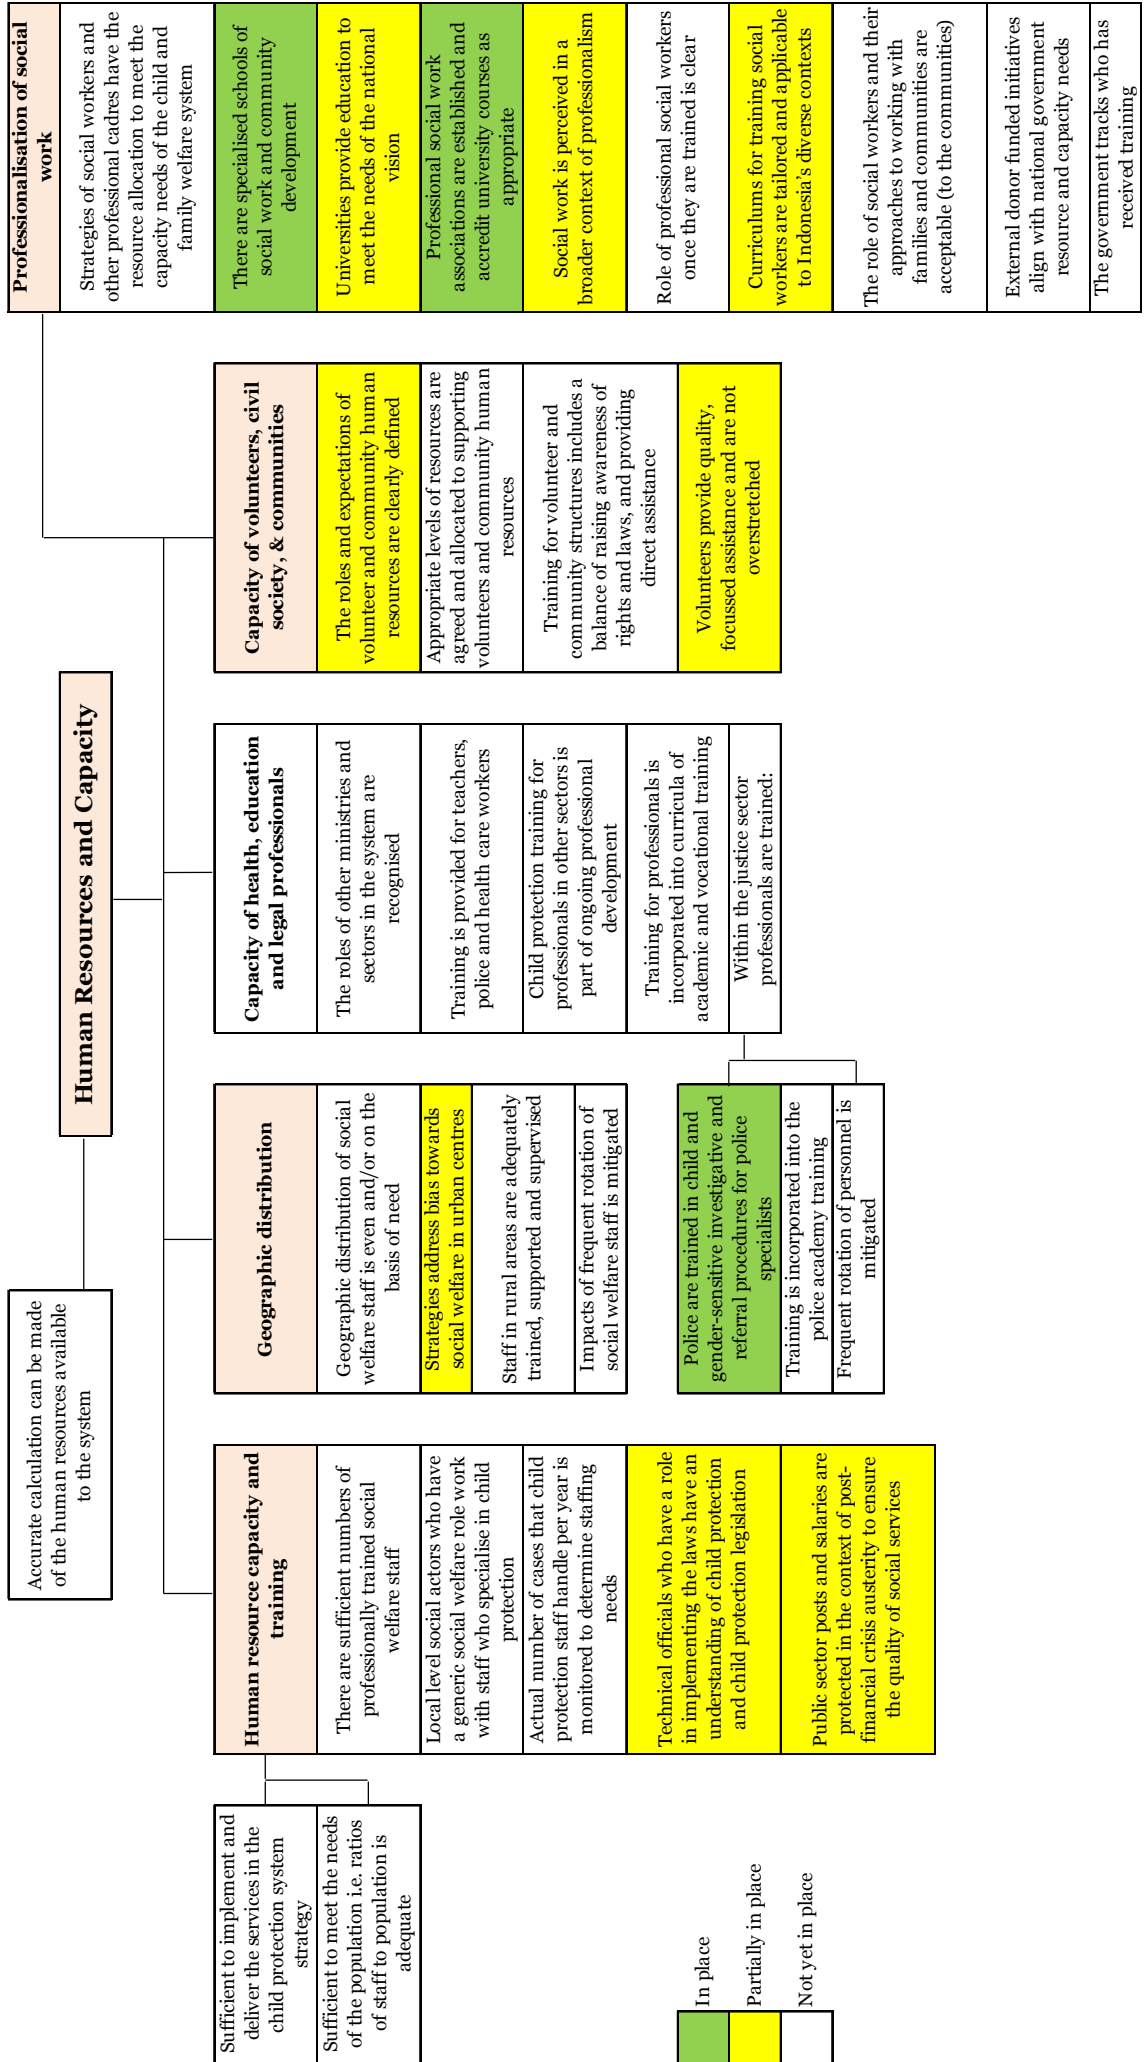 Human Resources and Capacity
Accurate calculation can be made
of the human resources available
to the system
Sufficient to implement and
deliver the services in the
child protection system
strategy
Sufficient to meet the needs
of the population i.e. ratios
of staff to population is
adequate
Human resource capacity and
training
There are sufficient numbers of
professionally trained social
welfare staff
Local level social actors who have
a generic social welfare role work
with staff who specialise in child
protection
Actual number of cases that child
protection staff handle per year is
monitored to determine staffing
needs
Technical officials who have a role
in implementing the laws have an
understanding of child protection
and child protection legislation
Public sector posts and salaries are
protected in the context of post-
financial crisis austerity to ensure
the quality of social services
Geographic distribution
Geographic distribution of social
welfare staff is even and/or on the
basis of need
Strategies address bias towards
social welfare in urban centres
Staff in rural areas are adequately
trained, supported and supervised
Impacts of frequent rotation of
social welfare staff is mitigated
Police are trained in child and
gender-sensitive investigative and
referral procedures for police
specialists
Training is incorporated into the
police academy training
Frequent rotation of personnel is
mitigated
Capacity of health, education
and legal professionals
The roles of other ministries and
sectors in the system are
recognised
Training is provided for teachers,
police and health care workers
Child protection training for
professionals in other sectors is
part of ongoing professional
development
Training for professionals is
incorporated into curricula of
academic and vocational training
Within the justice sector
professionals are trained:
Capacity of volunteers, civil
society, & communities
The roles and expectations of
volunteer and community human
resources are clearly defined
Appropriate levels of resources are
agreed and allocated to supporting
volunteers and community human
resources
Training for volunteer and
community structures includes a
balance of raising awareness of
rights and laws, and providing
direct assistance
Volunteers provide quality,
focussed assistance and are not
overstretched
Professionalisation of social
work
Strategies of social workers and
other professional cadres have the
resource allocation to meet the
capacity needs of the child and
family welfare system
There are specialised schools of
social work and community
development
Universities provide education to
meet the needs of the national
vision
Professional social work
associations are established and
accredit university courses as
appropriate
Social work is perceived in a
broader context of professionalism
Role of professional social workers
once they are trained is clear
Curriculums for training social
workers are tailored and applicable
to Indonesia's diverse contexts
The role of social workers and their
approaches to working with
families and communities are
acceptable (to the communities)
External donor funded initiatives
align with national government
resource and capacity needs
The government tracks who has
received training
In place
Partially in place
Not yet in place